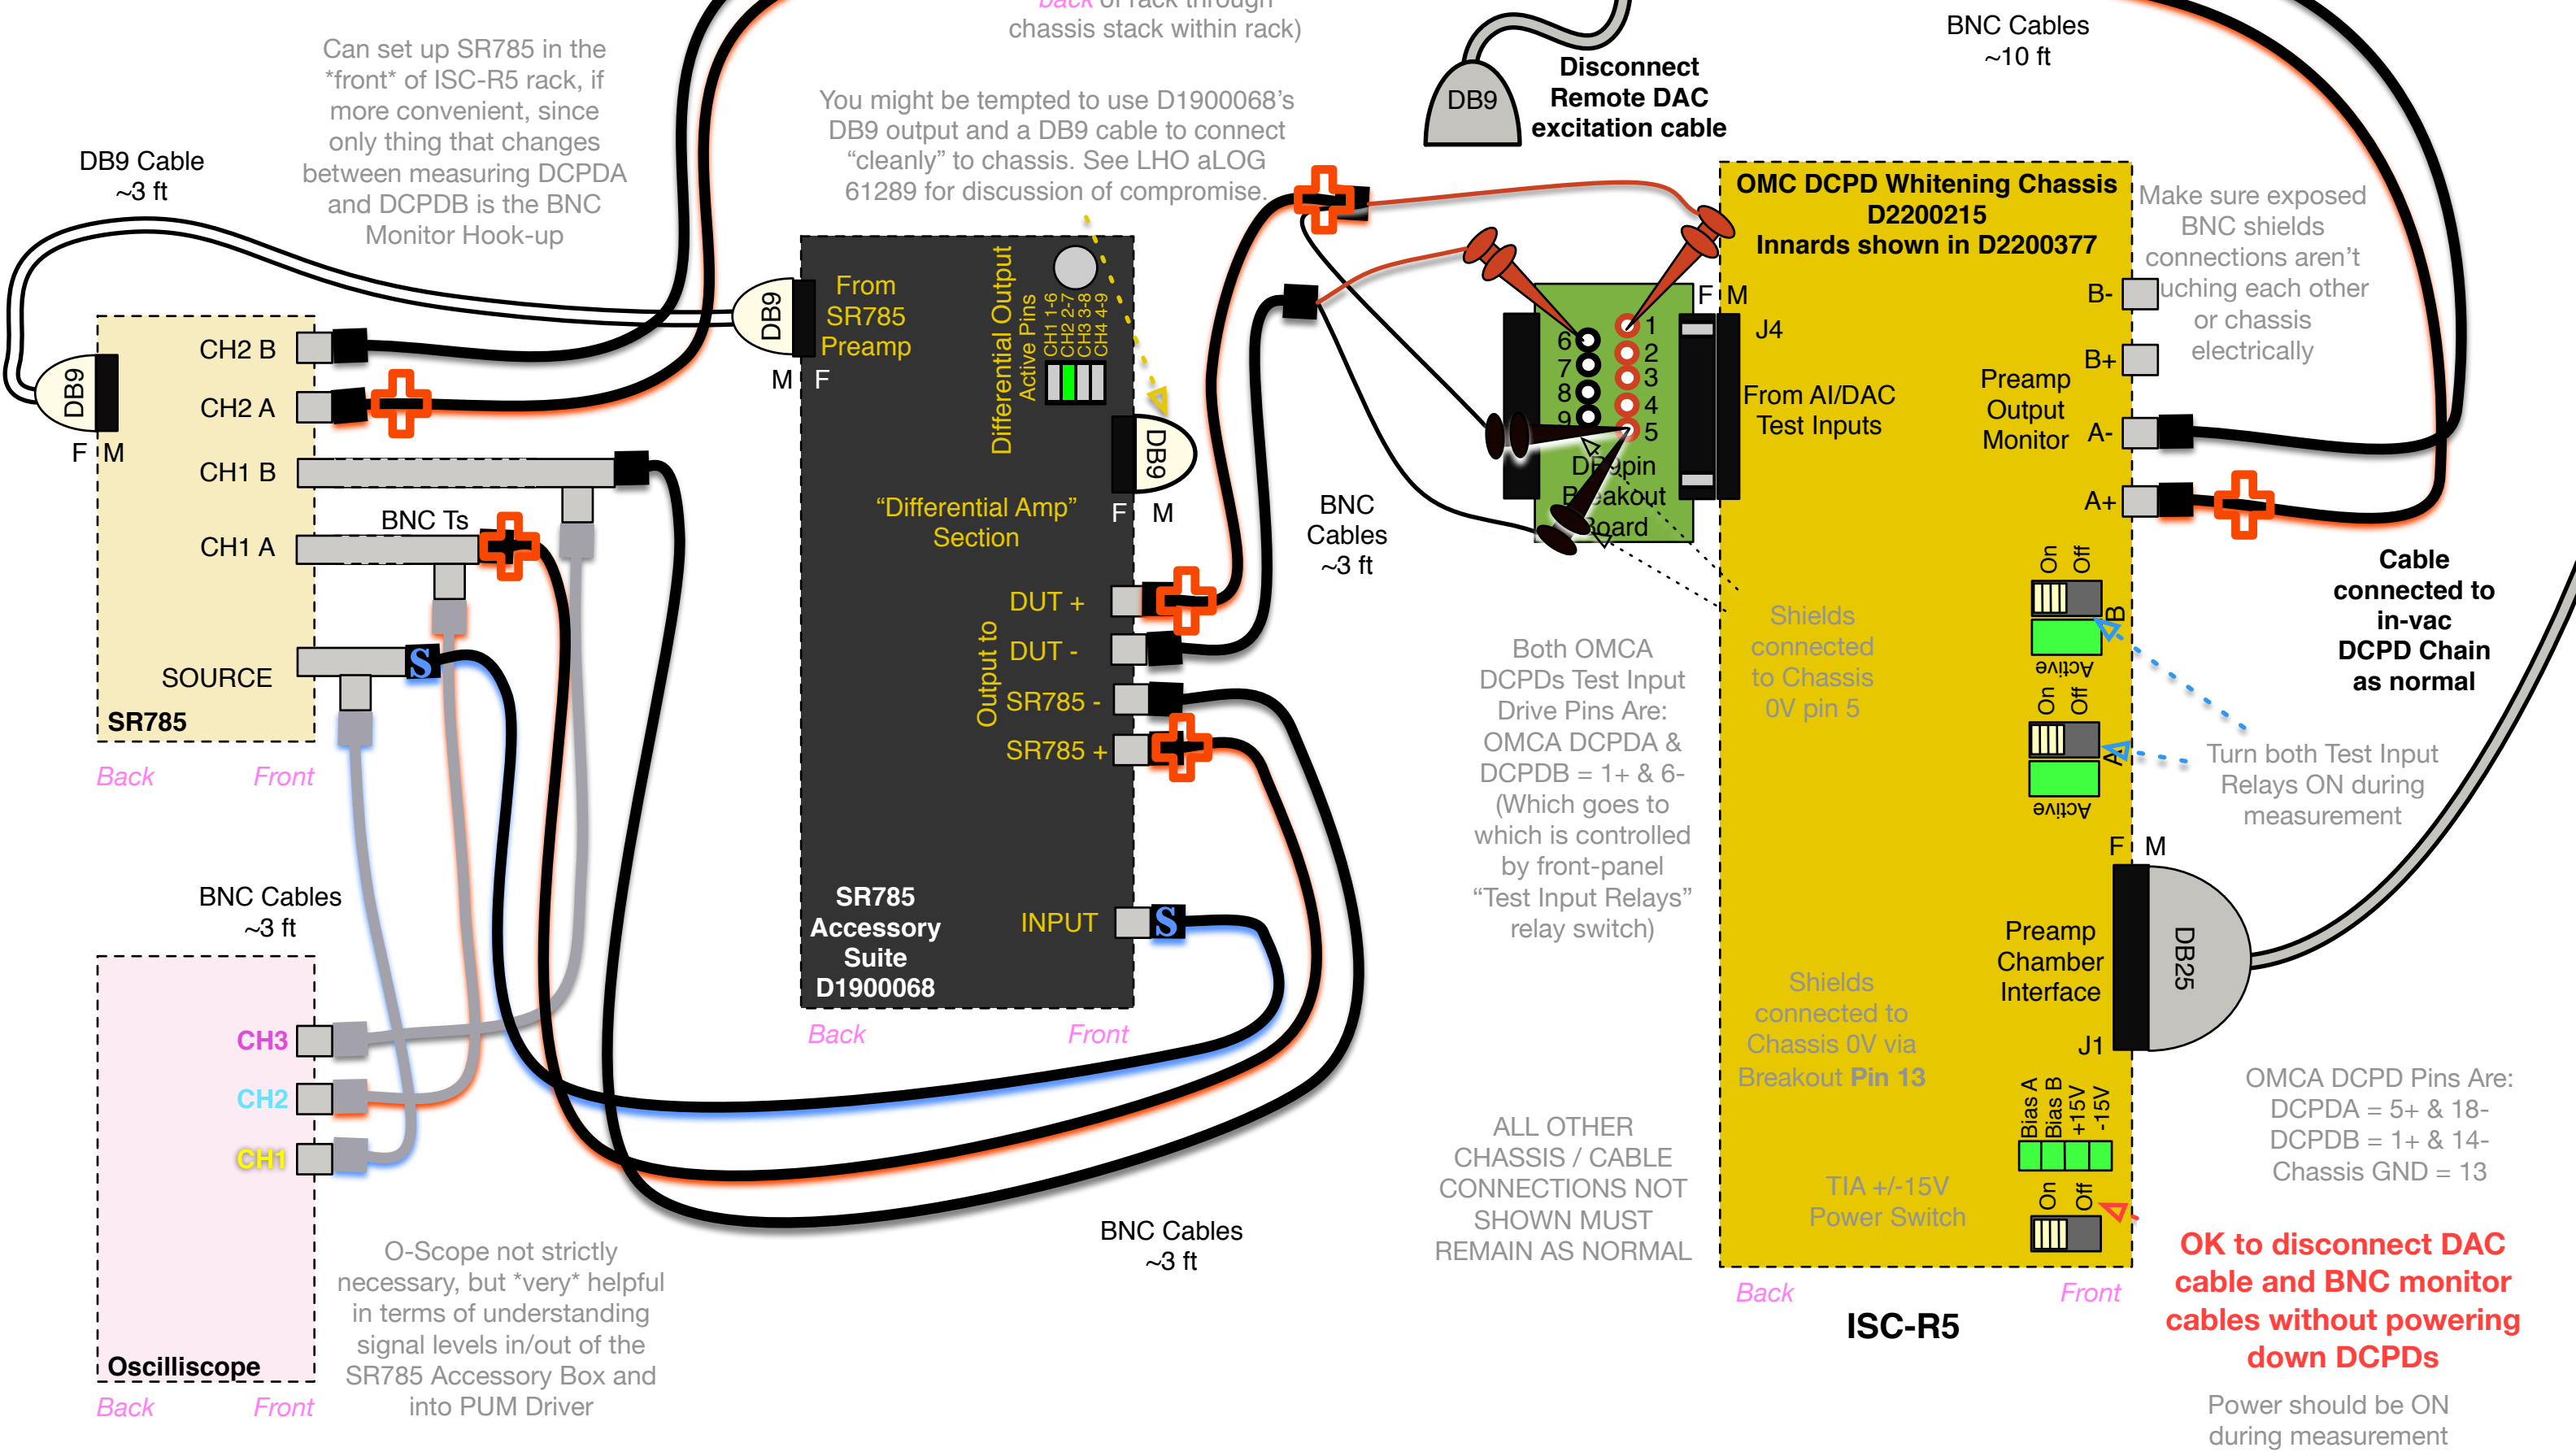 back of rack through
chassis stack within rack)
Can set up SR785 in the
*front* of ISC-R5 rack, if
more convenient, since
only thing that changes
between measuring DCPDA
and DCPDB is the BNC
Monitor Hook-up
DB9 Cable
~3 ft
You might be tempted to use D1900068’s
DB9 output and a DB9 cable to connect
“cleanly” to chassis. See LHO aLOG
61289 for discussion of compromise.
DB9
Disconnect
Remote DAC
excitation cable
BNC Cables
~10 ft
DB9
F M
CH2 B
CH2 A
CH1 B
CH1 A
BNC Ts
SOURCE
SR785
Back Front
DB9
M F
From
SR785
Preamp
Differential Output
Active Pins
CH1 1-6
CH2 2-7
CH3 3-8
CH4 4-9
DB9
F M
“Differential Amp”
Section
Output to
DUT +
DUT -
SR785 -
SR785 +
INPUT
S
S
SR785
Accessory
Suite
D1900068
Back Front
BNC
Cables
~3 ft
F M
1
2
3
4
5
6
7
8
9
DB9pin
Breakout
Board
OMC DCPD Whitening Chassis
D2200215
Innards shown in D2200377
J4
From AI/DAC
Test Inputs
Preamp
Output
Monitor
B-
B+
A-
A+
Make sure exposed
BNC shields
connections aren’t
uching each other
or chassis
electrically
Cable
connected to
in-vac
DCPD Chain
as normal
On Off
B
Active
On Off
A
Active
Turn both Test Input
Relays ON during
measurement
Shields
connected
to Chassis
0V pin 5
Both OMCA
DCPDs Test Input
Drive Pins Are:
OMCA DCPDA &
DCPDB = 1+ & 6-
(Which goes to
which is controlled
by front-panel
“Test Input Relays”
relay switch)
F M
DB25
Preamp
Chamber
Interface
J1
Shields
connected to
Chassis 0V via
Breakout Pin 13
OMCA DCPD Pins Are:
DCPDA = 5+ & 18-
DCPDB = 1+ & 14-
Chassis GND = 13
Bias A
Bias B
+15V
-15V
On Off
TIA +/-15V
Power Switch
ALL OTHER
CHASSIS / CABLE
CONNECTIONS NOT
SHOWN MUST
REMAIN AS NORMAL
Back Front
ISC-R5
OK to disconnect DAC
cable and BNC monitor
cables without powering
down DCPDs
Power should be ON
during measurement
BNC Cables
~3 ft
BNC Cables
~3 ft
CH3
CH2
CH1
Oscilliscope
Back Front
O-Scope not strictly
necessary, but *very* helpful
in terms of understanding
signal levels in/out of the
SR785 Accessory Box and
into PUM Driver